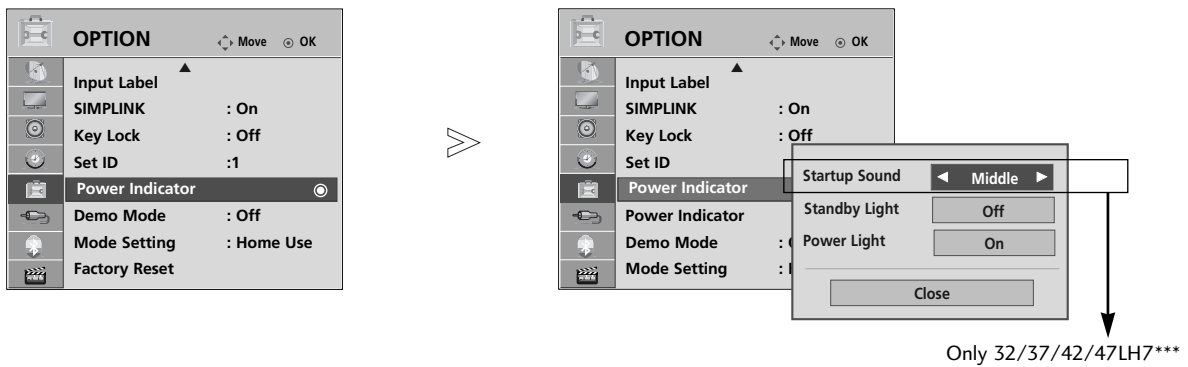 OPTION
Move OK
Input Label
SIMPLINK : On
Key Lock : Off
Set ID :1
Power Indicator
Demo Mode : Off
Mode Setting : Home Use
Factory Reset
OPTION
Move OK
Input Label
SIMPLINK : On
Key Lock : Off
Set ID
Power Indicator
Power Indicator
Demo Mode :
Mode Setting :
Startup Sound Middle
Standby Light Off
Power Light On
Close
Only 32/37/42/47LH7***